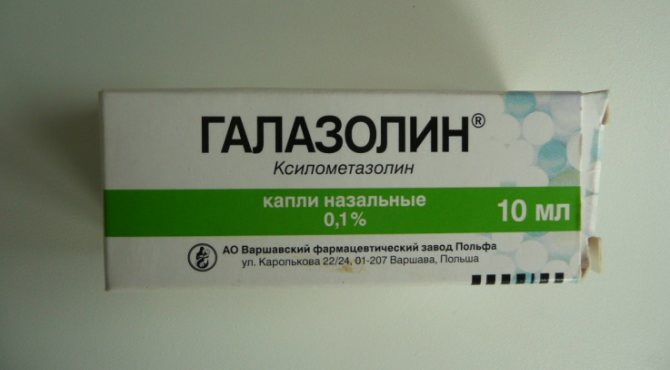 ГАЛАЗОЛИН®
Ксилометазолин
капли назальные
0,1%
10 мл
АО Варшавский фармацевтический завод Польфа
ул. Каролькова 22/24, 01-207 Варшава, Польша